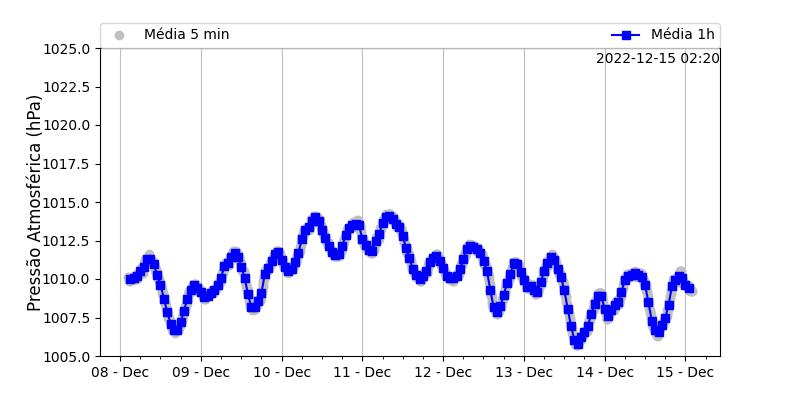 Média 5 min
Média 1h
2022-12-15 02:20
Pressão Atmosférica (hPa)
1025.0
1022.5
1020.0
1017.5
1015.0
1012.5
1010.0
1007.5
1005.0
08 - Dec
09 - Dec
10 - Dec
11 - Dec
12 - Dec
13 - Dec
14 - Dec
15 - Dec